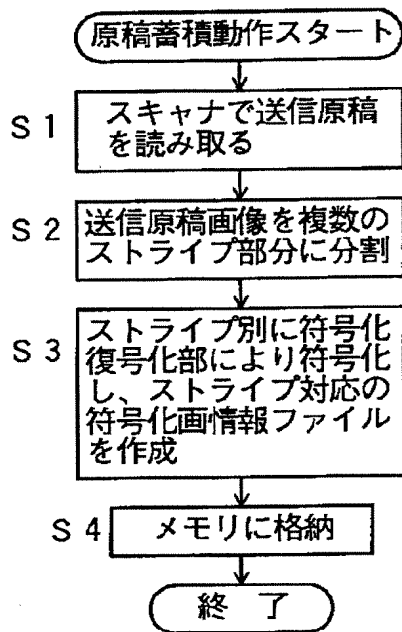 原稿蓄積動作スタート
S1
スキャナで送信原稿
を読み取る
S2
送信原稿画像を複数の
ストライプ部分に分割
S3
ストライプ別に符号化
復号化部により符号化
し、ストライプ対応の
符号化画情報ファイル
を作成
S4
メモリに格納
終 了